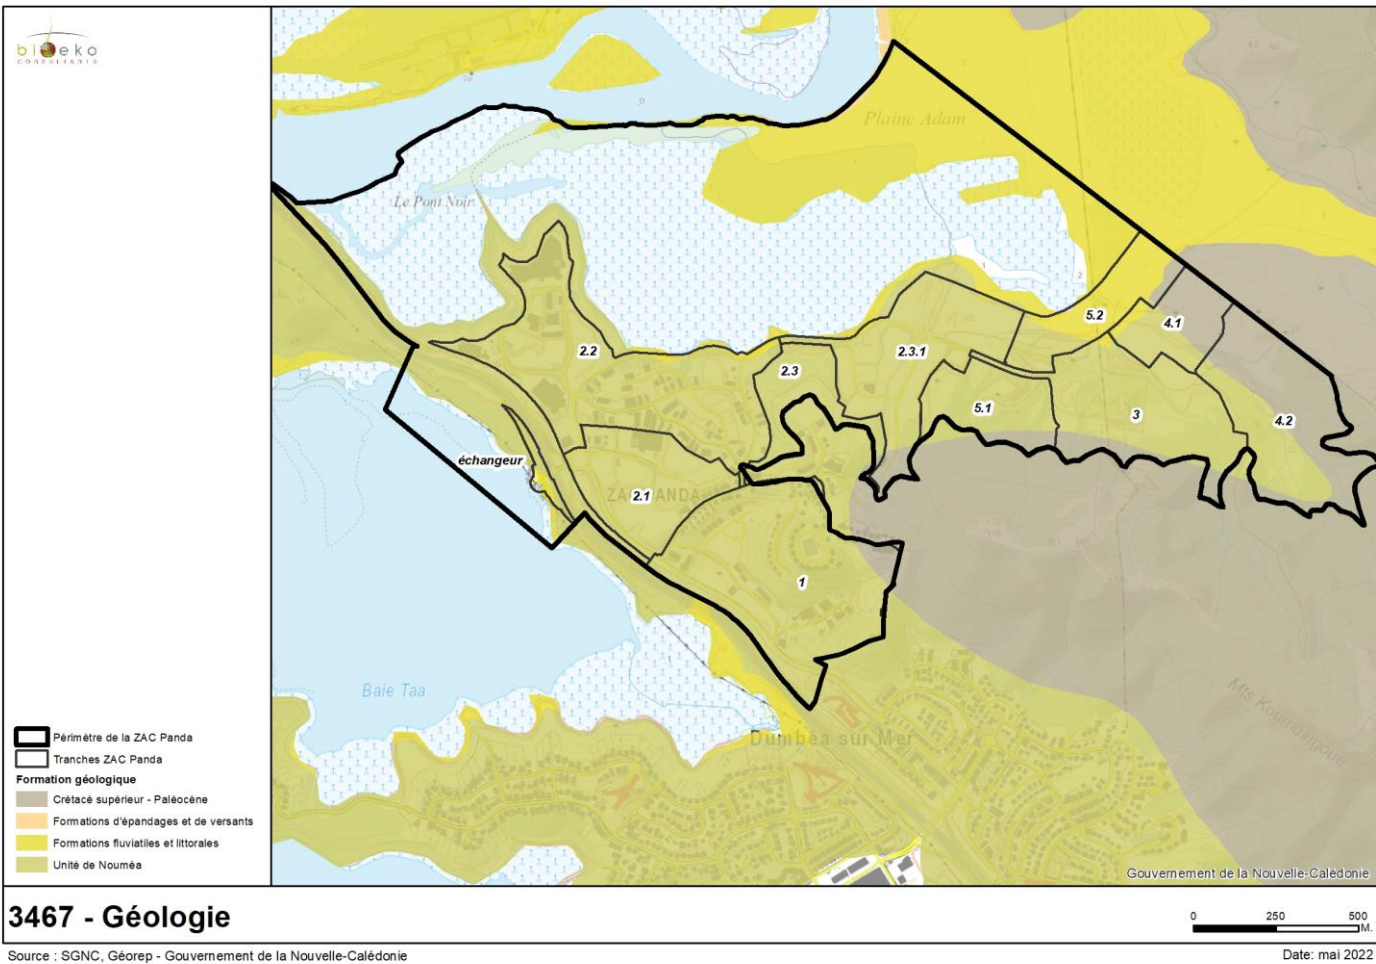 bioeko
CONSULTANTS
Plaine Adam
Le Pont Noir
2.2
2.3
2.3.1
5.2
4.1
5.1
3
4.2
échangeur
ZAC PANDA
2.1
1
Baie Taa
Dumbéa sur Mer
Mts Koumoingoué
Périmètre de la ZAC Panda
Tranches ZAC Panda
Formation géologique
Crétacé supérieur - Paléocène
Formations d'épandages et de versants
Formations fluviatiles et littorales
Unité de Nouméa
Gouvernement de la Nouvelle-Calédonie
3467 - Géologie
0 250 500
M.
Source : SGNC, Géorep - Gouvernement de la Nouvelle-Calédonie
Date: mai 2022